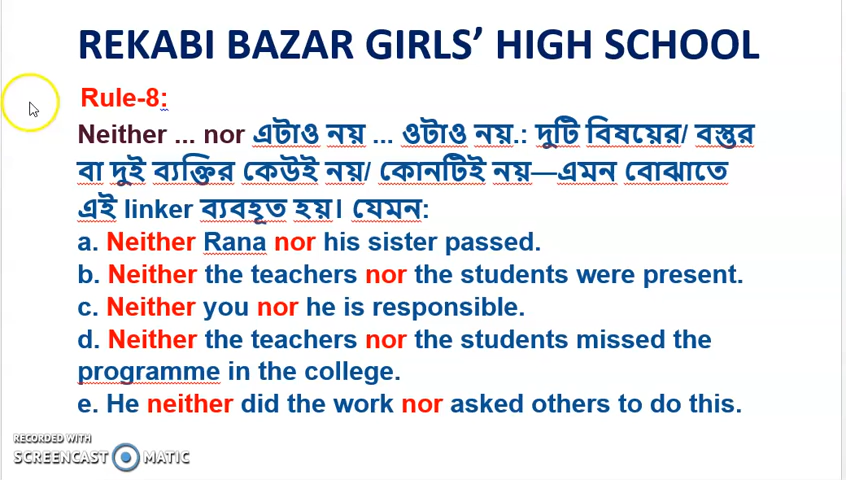 REKABI BAZAR GIRLS’ HIGH SCHOOL
Rule-8:
Neither ... nor এটাও নয় ... ওটাও নয়.: দুটি বিষয়ের/ বস্তুর
বা দুই ব্যক্তির কেউই নয়/ কোনটিই নয়—এমন বোঝাতে
এই linker ব্যবহূত হয়। যেমন:
a. Neither Rana nor his sister passed.
b. Neither the teachers nor the students were present.
c. Neither you nor he is responsible.
d. Neither the teachers nor the students missed the
programme in the college.
e. He neither did the work nor asked others to do this.
RECORDED WITH
SCREENCAST MATIC